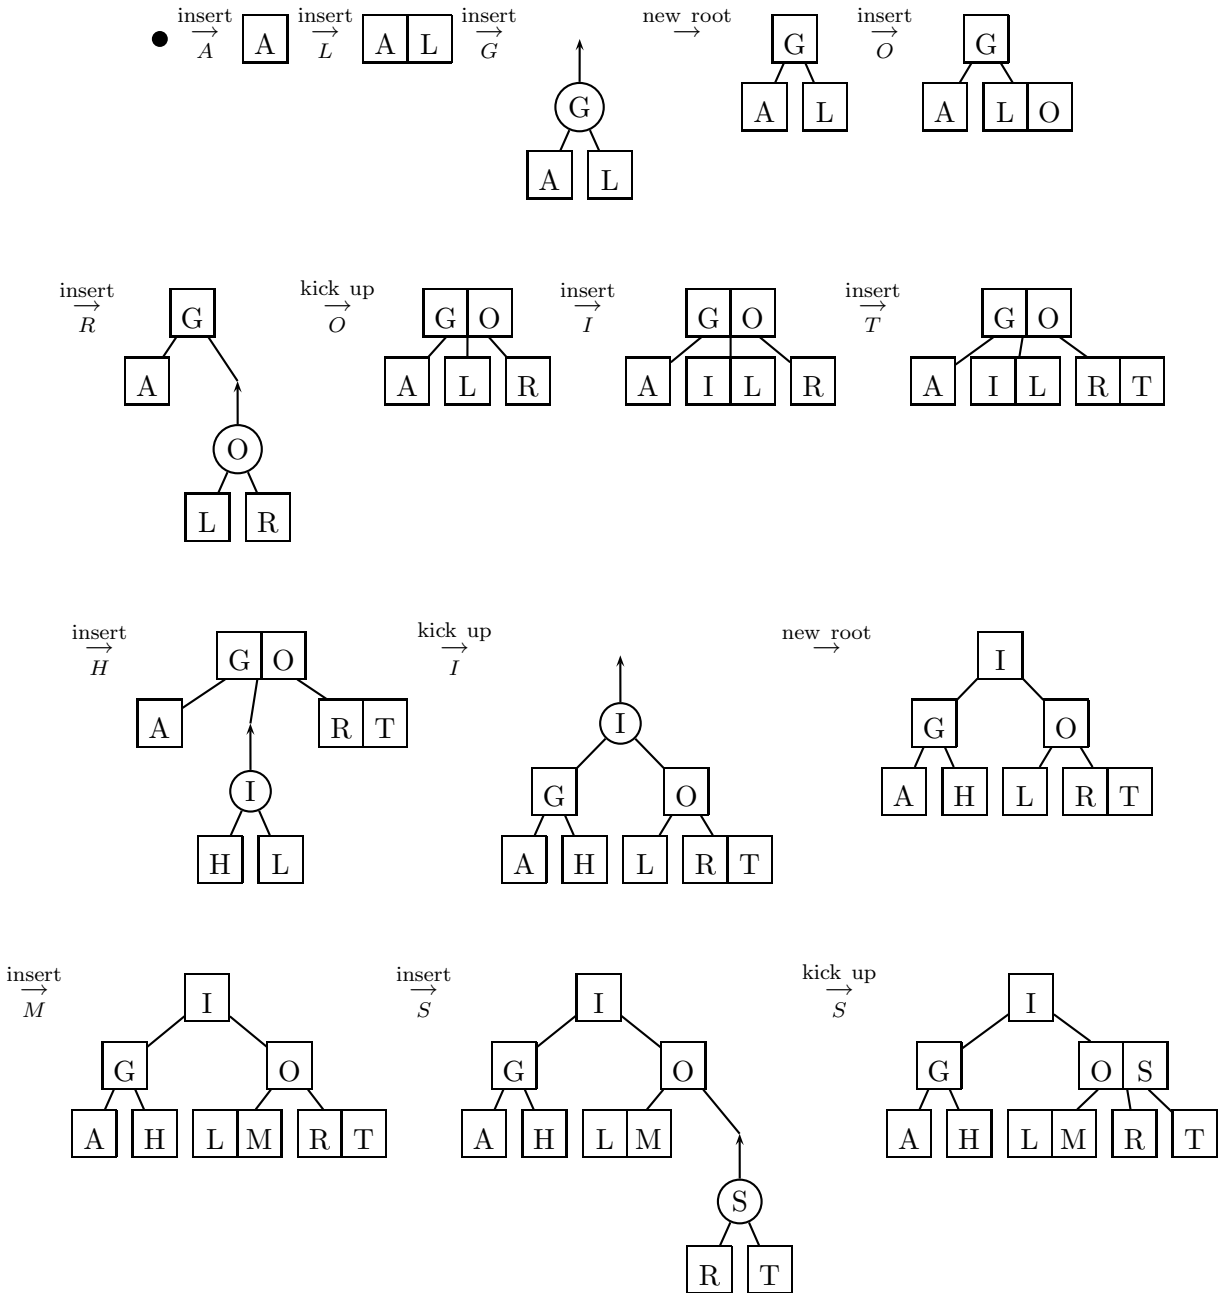 insert insert insert new root insert
A A L A L G G G
G A L A L A L O O
insert kick up insert insert
R G O G O I G O T G O
A A L R A I L R A I L R T
O
L R
insert kick up new root
H G O I I
A R T I G O
I G O A H L R T
H L A H L R T
insert insert kick up
M I S I S I
G O G O G O S
A H L M R T A H L M A H L M R T
S
R T